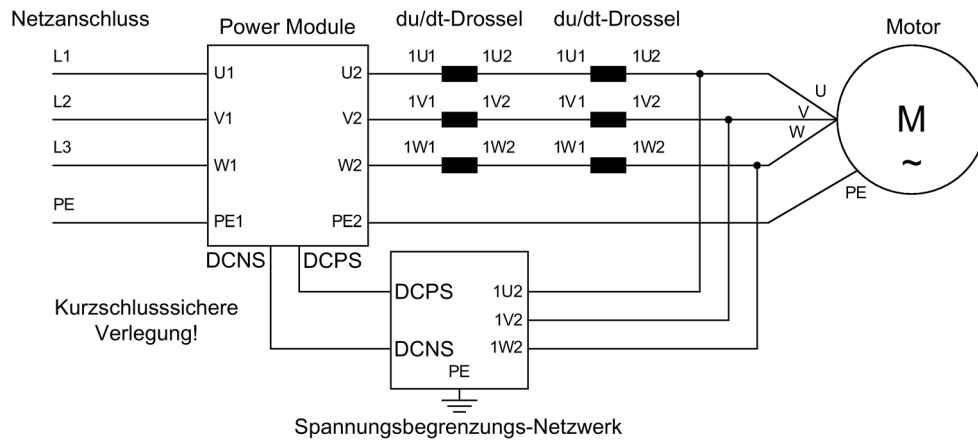 Netzanschluss
Power Module
du/dt-Drossel
du/dt-Drossel
Motor
L1
U1
U2
1U1
1U2
1U1
1U2
U
L2
V1
V2
1V1
1V2
1V1
1V2
V
M
~
L3
W1
W2
1W1
1W2
1W1
1W2
W
PE
PE1
PE2
PE
DCNS
DCPS
Kurzschlusssichere
Verlegung!
DCPS
1U2
1V2
DCNS
1W2
PE
Spannungsbegrenzungs-Netzwerk